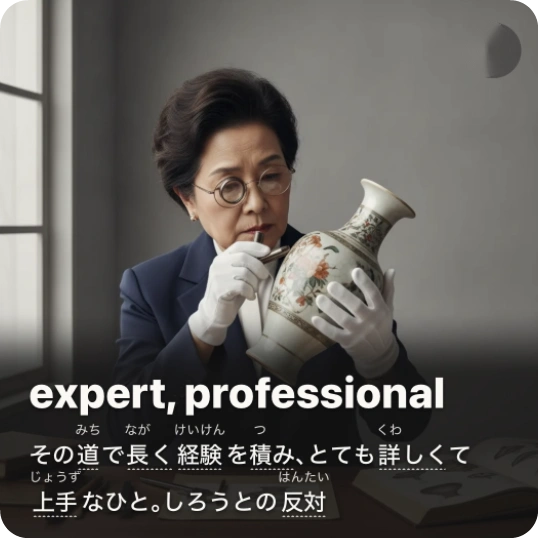 expert, professional
みち なが けいけん つ くわ
その道で長く経験を積み、とても詳しくて
じょうず はんたい
上手なひと。しろうとの反対